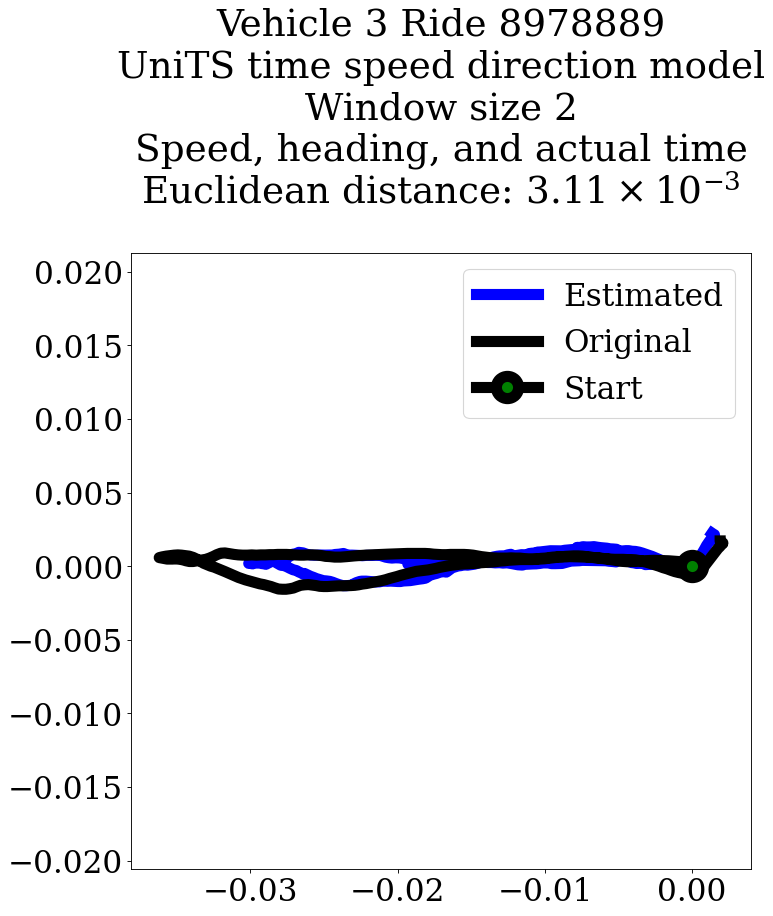 Vehicle 3 Ride 8978889
UniTS time speed direction model
Window size 2
Speed, heading, and actual time
Euclidean distance: 3.11 × 10⁻³
Estimated
Original
Start
0.020
0.015
0.010
0.005
0.000
−0.005
−0.010
−0.015
−0.020
−0.03 −0.02 −0.01 0.00